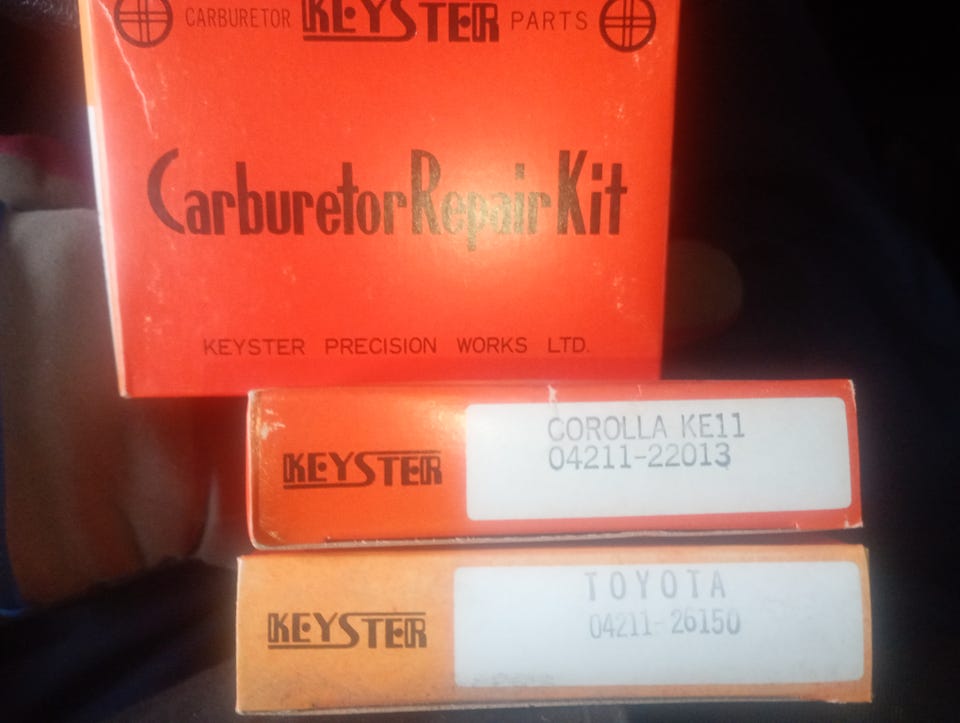 CARBURETOR KEYSTER PARTS
Carburetor Repair Kit
KEYSTER PRECISION WORKS LTD.
KEYSTER
COROLLA KE11
04211-22013
KEYSTER
TOYOTA
04211-26150